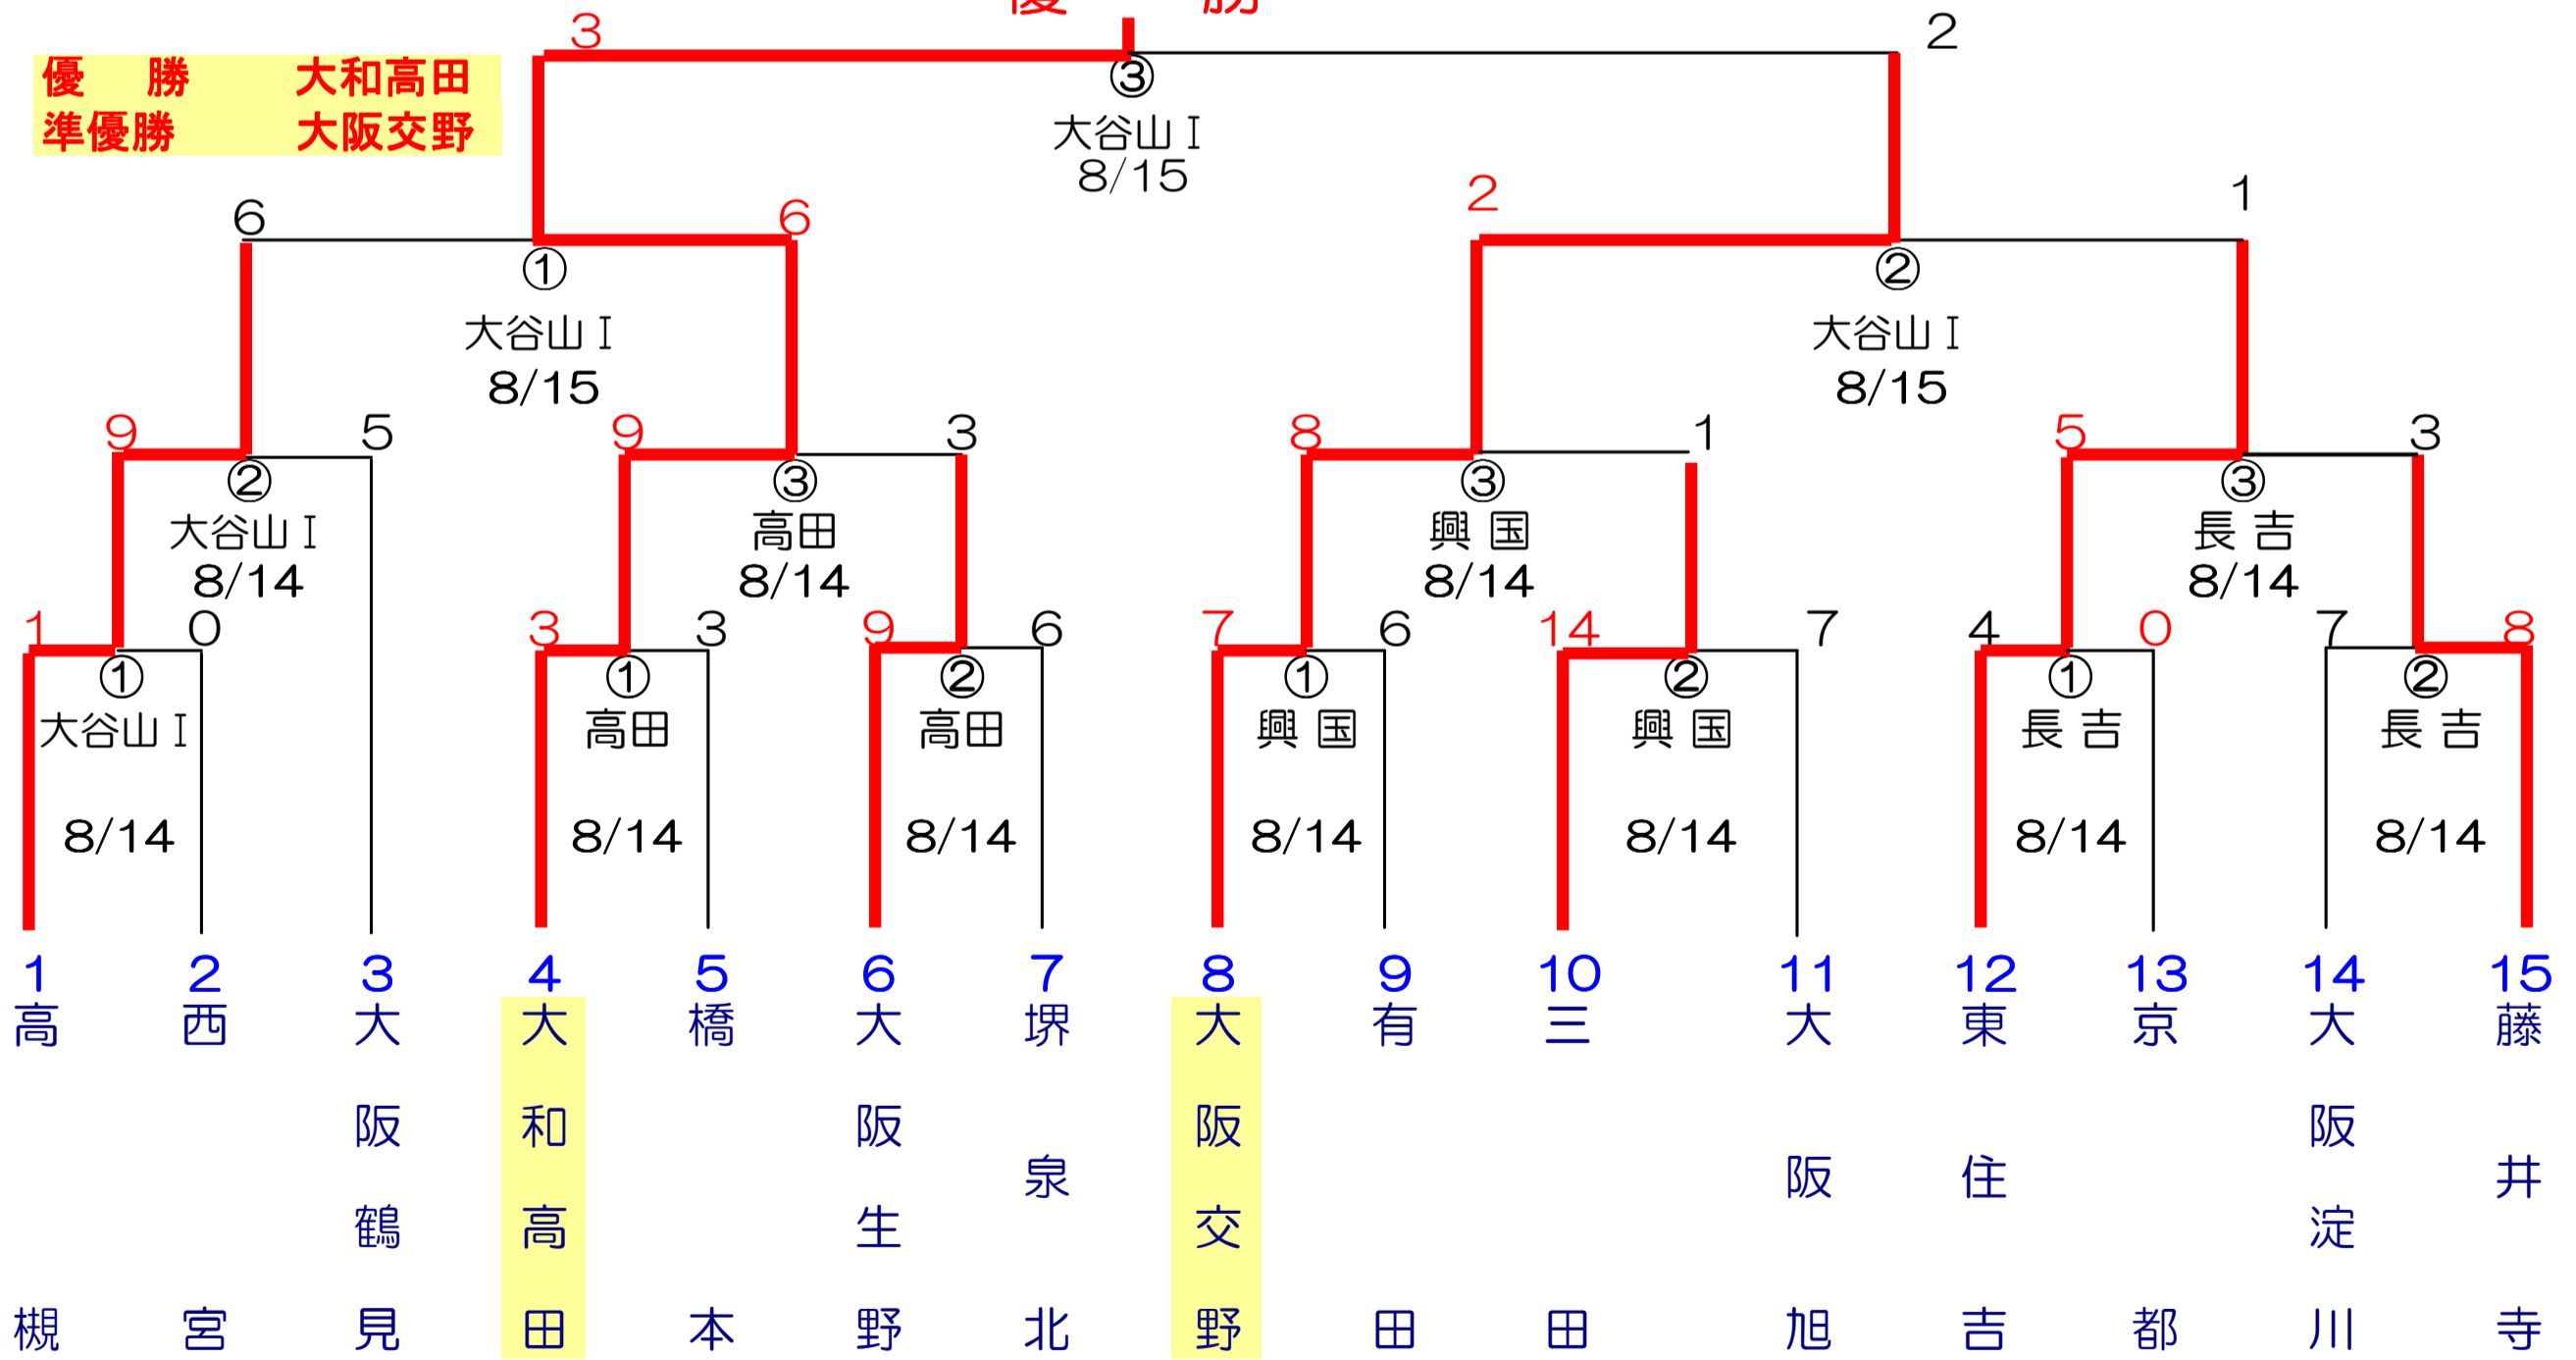 優 勝
3 2
優 勝 大和高田
準優勝 大阪交野
③
大谷山Ⅰ
8/15
6 6 2 1
① ②
大谷山Ⅰ 大谷山Ⅰ
8/15 8/15
9 5 9 3 8 1 5 3
② ③ ③ ③
大谷山Ⅰ 高田 興国 長吉
8/14 8/14 8/14 8/14
1 0 3 3 9 6 7 6 14 7 4 0 7 8
① ① ② ① ② ① ②
大谷山Ⅰ 高田 高田 興国 興国 長吉 長吉
8/14 8/14 8/14 8/14 8/14 8/14 8/14
1 2 3 4 5 6 7 8 9 10 11 12 13 14 15
高槻
西宮
大阪鶴見
大和高田
橋本
大阪生野
堺泉北
大阪交野
有田
三田
大阪旭
東住吉
京都
大阪淀川
藤井寺